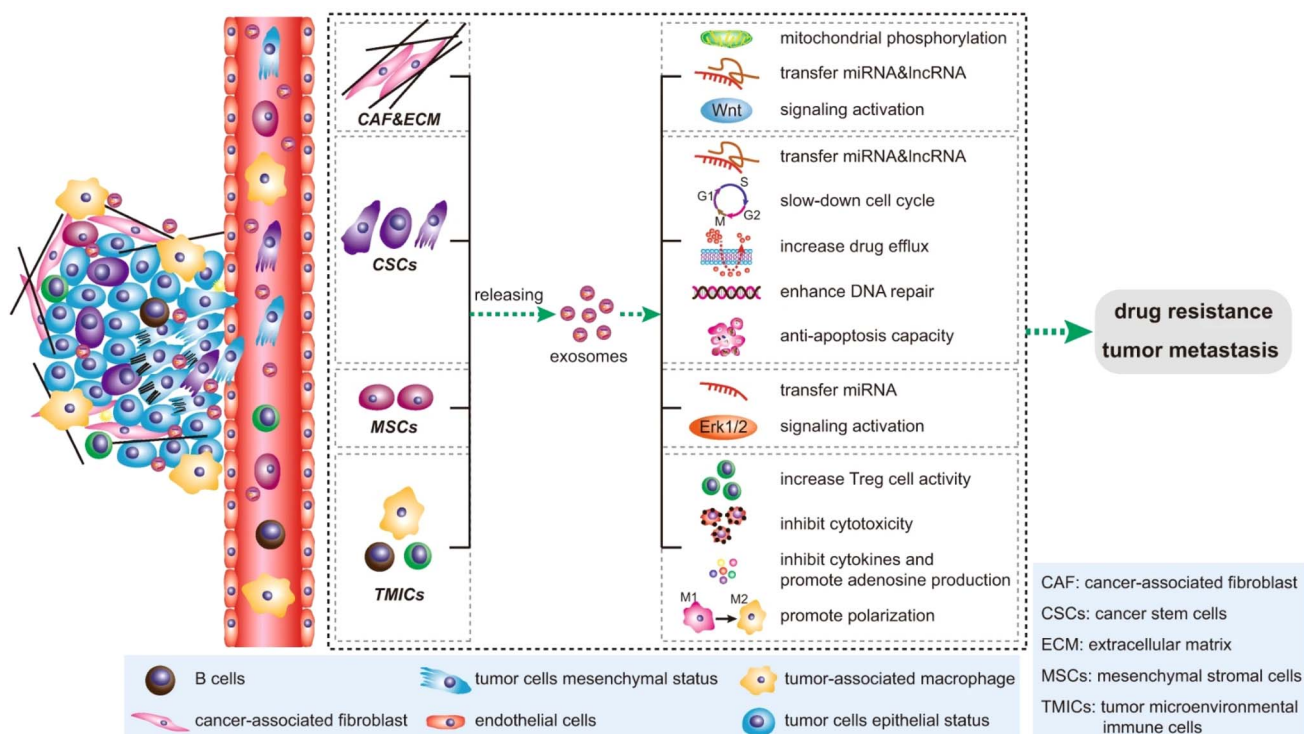 CAF&ECM
CSCs
MSCs
TMICs
releasing
exosomes
mitochondrial phosphorylation
transfer miRNA&lncRNA
Wnt
signaling activation
transfer miRNA&lncRNA
G1
S
G2
M
slow-down cell cycle
increase drug efflux
enhance DNA repair
anti-apoptosis capacity
transfer miRNA
Erk1/2
signaling activation
increase Treg cell activity
inhibit cytotoxicity
inhibit cytokines and
promote adenosine production
M1
M2
promote polarization
drug resistance
tumor metastasis
B cells
tumor cells mesenchymal status
tumor-associated macrophage
cancer-associated fibroblast
endothelial cells
tumor cells epithelial status
CAF: cancer-associated fibroblast
CSCs: cancer stem cells
ECM: extracellular matrix
MSCs: mesenchymal stromal cells
TMICs: tumor microenvironmental
immune cells